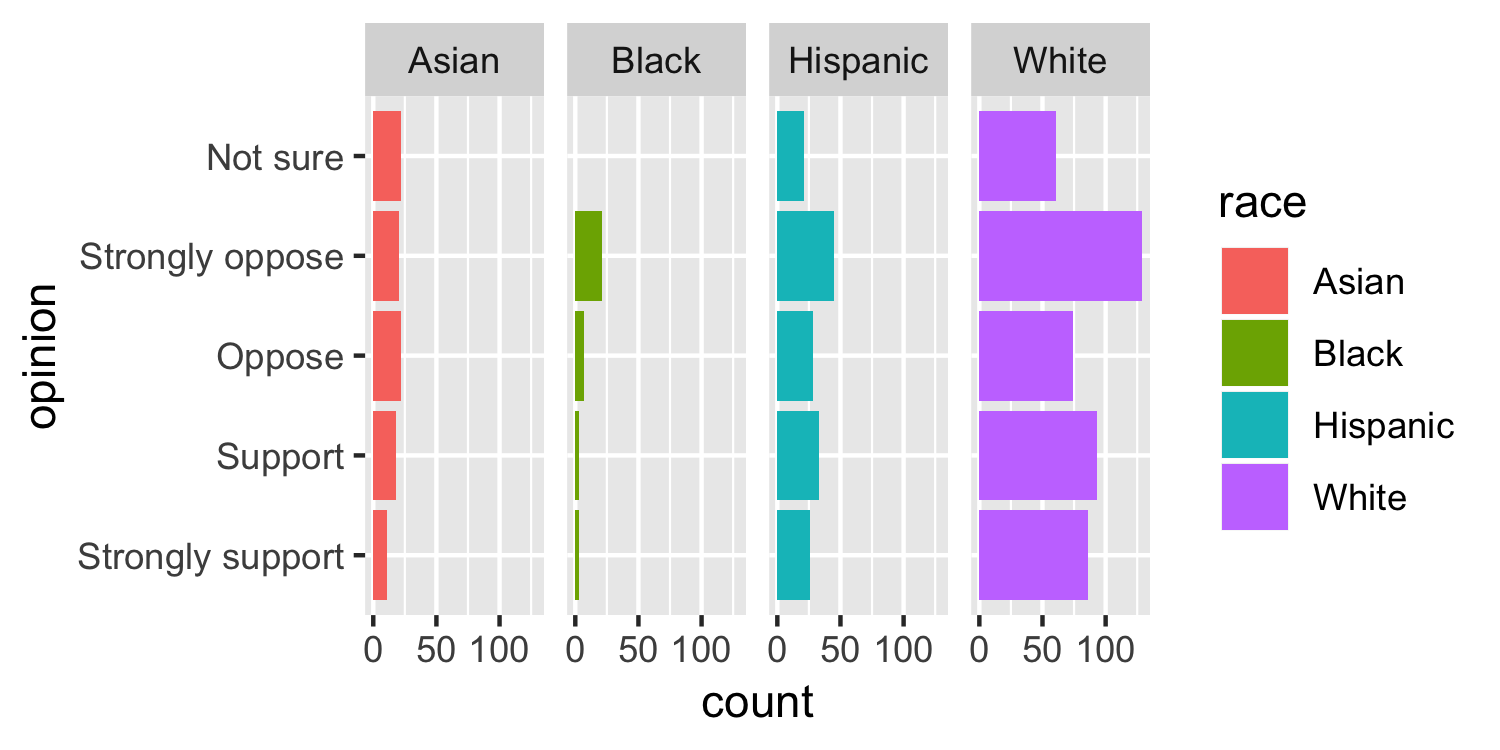 Asian Black Hispanic White
Not sure
Strongly oppose
Oppose
Support
Strongly support
opinion
0 50 100 0 50 100 0 50 100 0 50 100
count
race
Asian
Black
Hispanic
White